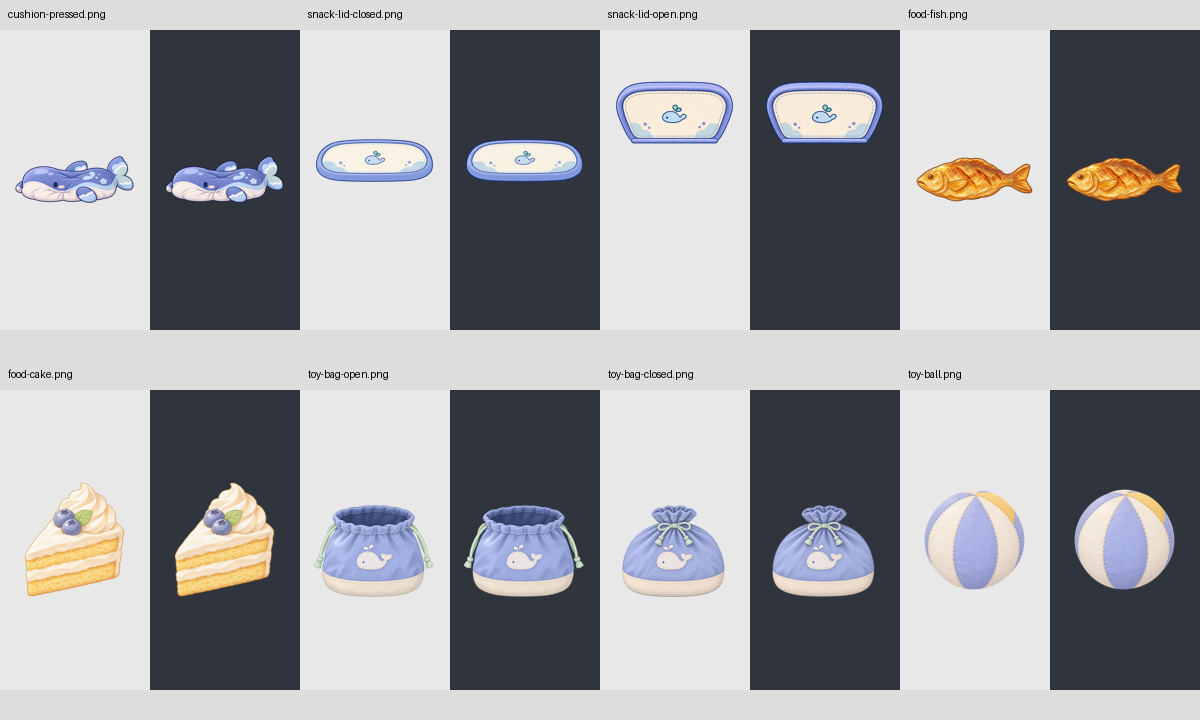 cushion-pressed.png
snack-lid-closed.png
snack-lid-open.png
food-fish.png
food-cake.png
toy-bag-open.png
toy-bag-closed.png
toy-ball.png